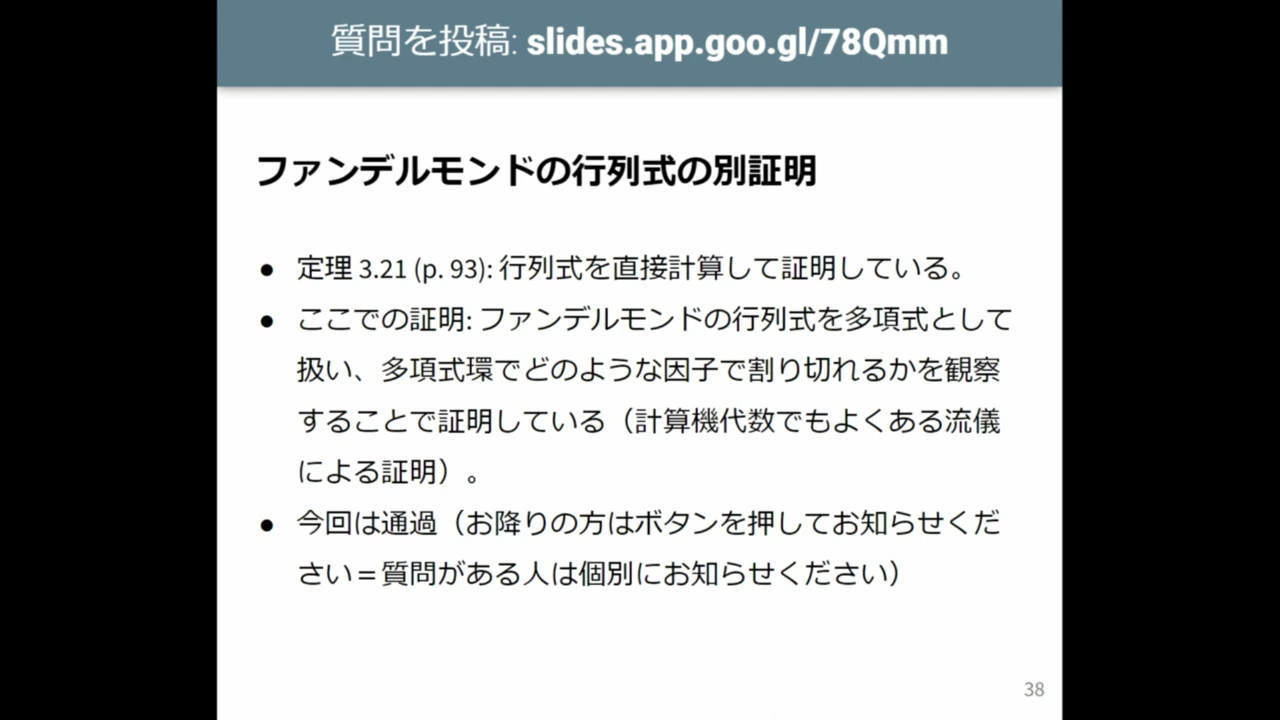 質問を投稿: slides.app.goo.gl/78Qmm
ファンデルモンドの行列式の別証明
● 定理 3.21 (p. 93): 行列式を直接計算して証明している。
● ここでの証明: ファンデルモンドの行列式を多項式として
扱い、多項式環でどのような因子で割り切れるかを観察
することで証明している（計算機代数でもよくある流儀
による証明）。
● 今回は通過（お降りの方はボタンを押してお知らせくだ
さい＝質問がある人は個別にお知らせください）
38